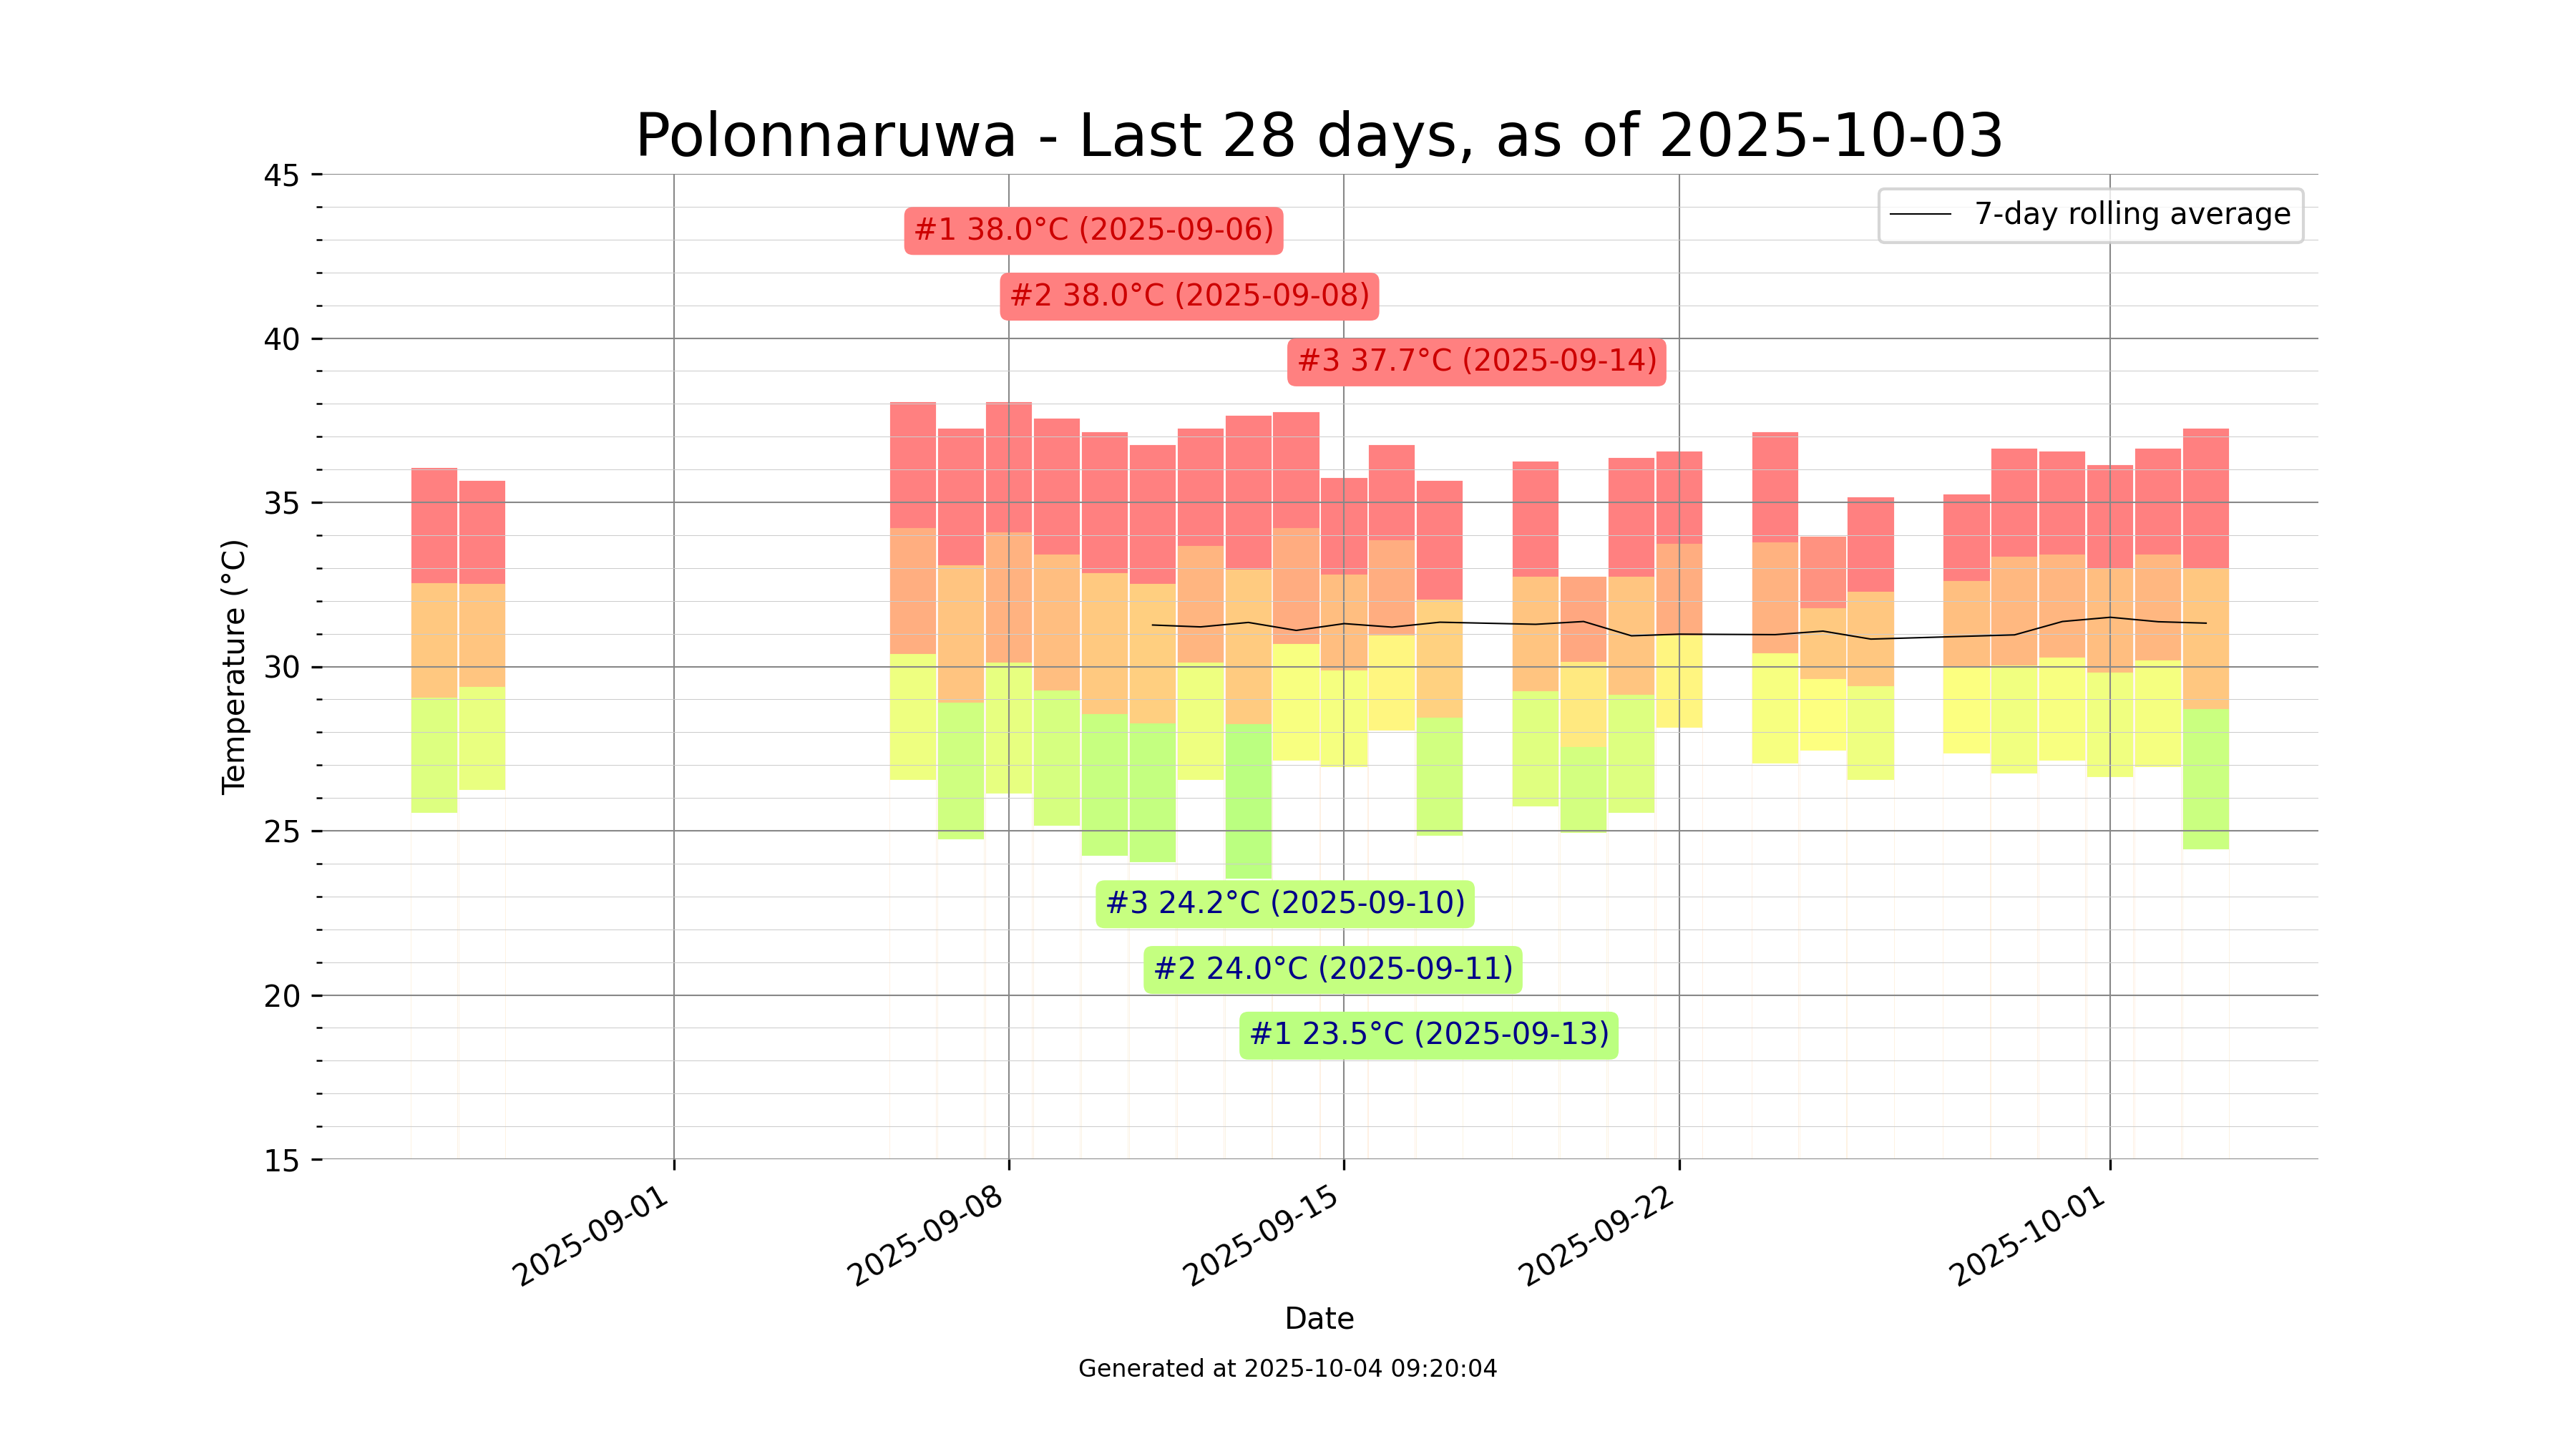 Polonnaruwa - Last 28 days, as of 2025-10-03
45
7-day rolling average
#1 38.0°C (2025-09-06)
#2 38.0°C (2025-09-08)
40
#3 37.7°C (2025-09-14)
35
Temperature (°C)
30
25
#3 24.2°C (2025-09-10)
#2 24.0°C (2025-09-11)
20
#1 23.5°C (2025-09-13)
15
2025-09-01
2025-09-08
2025-09-15
2025-09-22
2025-10-01
Date
Generated at 2025-10-04 09:20:04